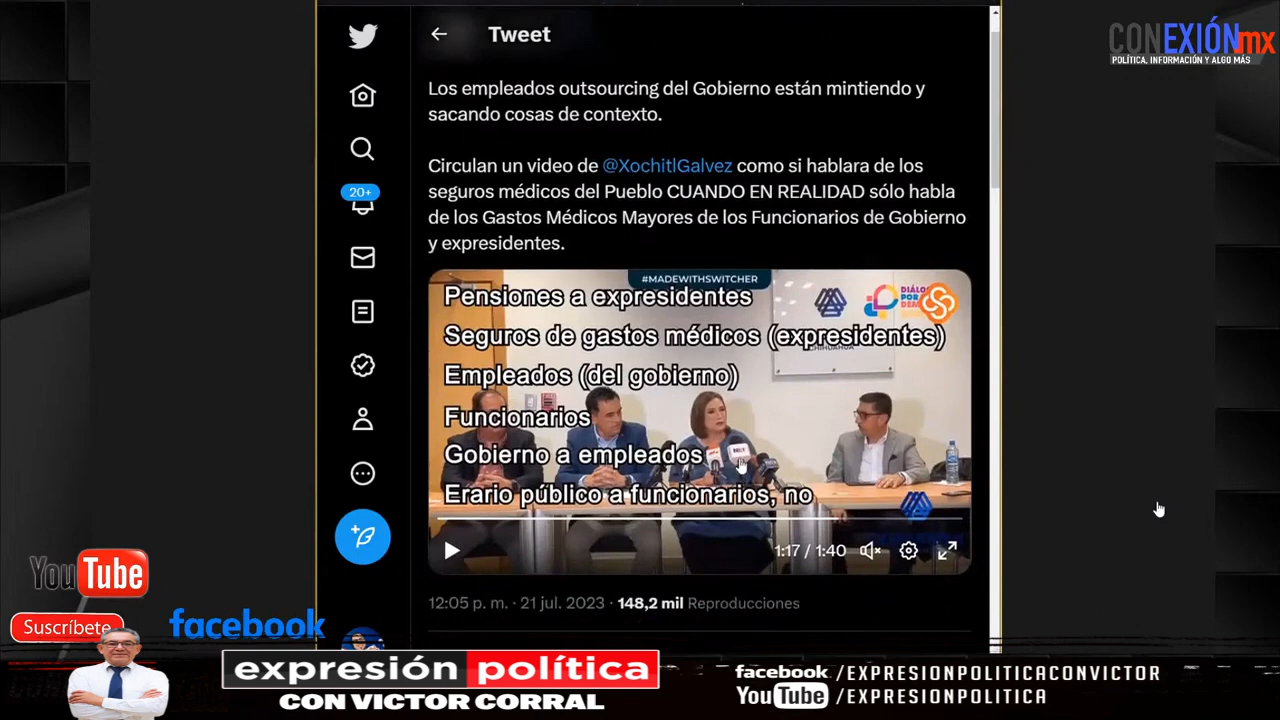 CONEXIÓNmx
POLÍTICA, INFORMACIÓN Y ALGO MÁS
Tweet
Los empleados outsourcing del Gobierno están mintiendo y
sacando cosas de contexto.
Circulan un video de @XochitlGalvez como si hablara de los
seguros médicos del Pueblo CUANDO EN REALIDAD sólo habla
de los Gastos Médicos Mayores de los Funcionarios de Gobierno
y expresidentes.
20+
#MADEWITHSWITCHER
Pensiones a expresidentes
Seguros de gastos médicos (expresidentes)
Empleados (del gobierno)
Funcionarios
Gobierno a empleados
Erario público a funcionarios, no
CHIHUAHUA
1:17 / 1:40
12:05 p. m. · 21 jul. 2023 · 148,2 mil Reproducciones
YouTube
Suscríbete
facebook
expresión política
CON VICTOR CORRAL
facebook /EXPRESIONPOLITICACONVICTOR
YouTube /EXPRESIONPOLITICA